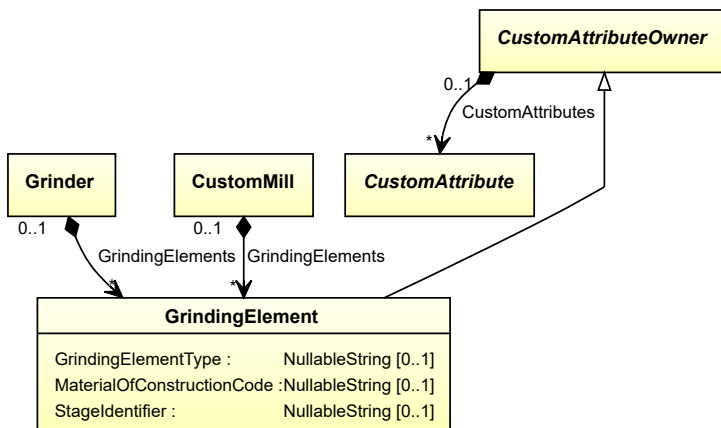 CustomAttributeOwner
0..1
CustomAttributes
*
Grinder
CustomMill
CustomAttribute
0..1
0..1
GrindingElements
GrindingElements
*
*
GrindingElement
GrindingElementType : NullableString [0..1]
MaterialOfConstructionCode :NullableString [0..1]
StageIdentifier : NullableString [0..1]